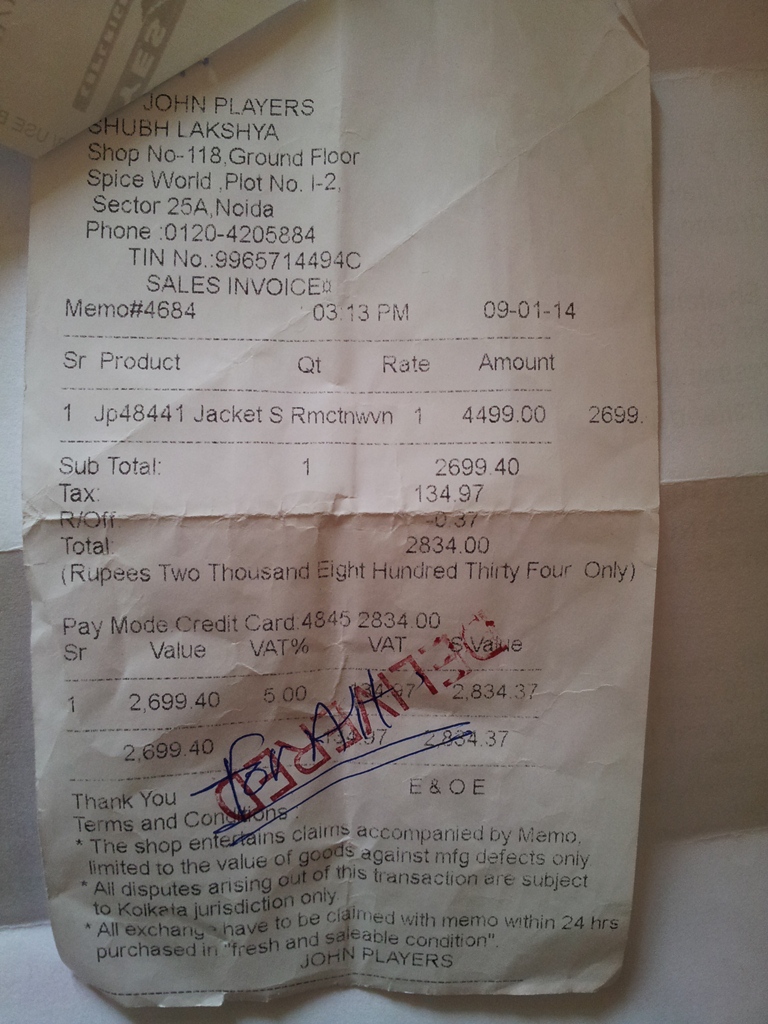 JOHN PLAYERS
SHUBH LAKSHYA
Shop No-118,Ground Floor
Spice World ,Plot No. I-2,
Sector 25A,Noida
Phone :0120-4205884
TIN No.:9965714494C
SALES INVOICE¤
Memo#4684 03:13 PM 09-01-14
Sr Product Qt Rate Amount
1 Jp48441 Jacket S Rmctnwvn 1 4499.00 2699.
Sub Total: 1 2699.40
Tax: 134.97
R/Off: -0.37
Total: 2834.00
(Rupees Two Thousand Eight Hundred Thirty Four Only)
Pay Mode:Credit Card:4845 2834.00
Sr Value VAT% VAT S.Value
1 2,699.40 5.00 134.97 2,834.37
2,699.40 134.97 2,834.37
DELIVERED
Thank You E & O E
Terms and Conditions :
* The shop entertains claims accompanied by Memo,
limited to the value of goods against mfg defects only.
* All disputes arising out of this transaction are subject
to Kolkata jurisdiction only.
* All exchange have to be claimed with memo within 24 hrs
purchased in "fresh and saleable condition".
JOHN PLAYERS